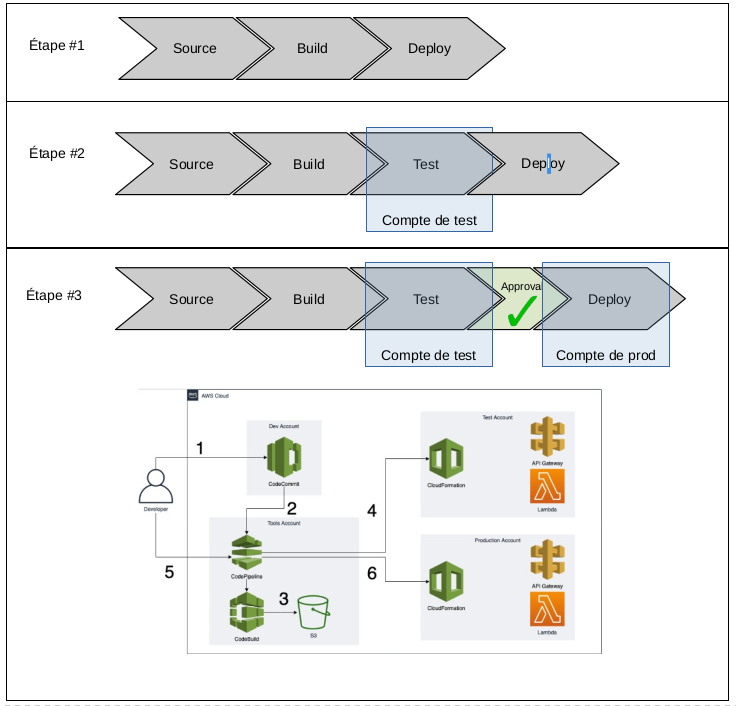 Étape #1
Source
Build
Deploy
Étape #2
Source
Build
Test
Deploy
Compte de test
Étape #3
Source
Build
Test
Approval
Deploy
Compte de test
Compte de prod
AWS
AWS Cloud
Dev Account
CodeCommit
1
Developer
2
Tools Account
CodePipeline
5
3
CodeBuild
S3
4
6
Test Account
CloudFormation
API Gateway
Lambda
Production Account
CloudFormation
API Gateway
Lambda